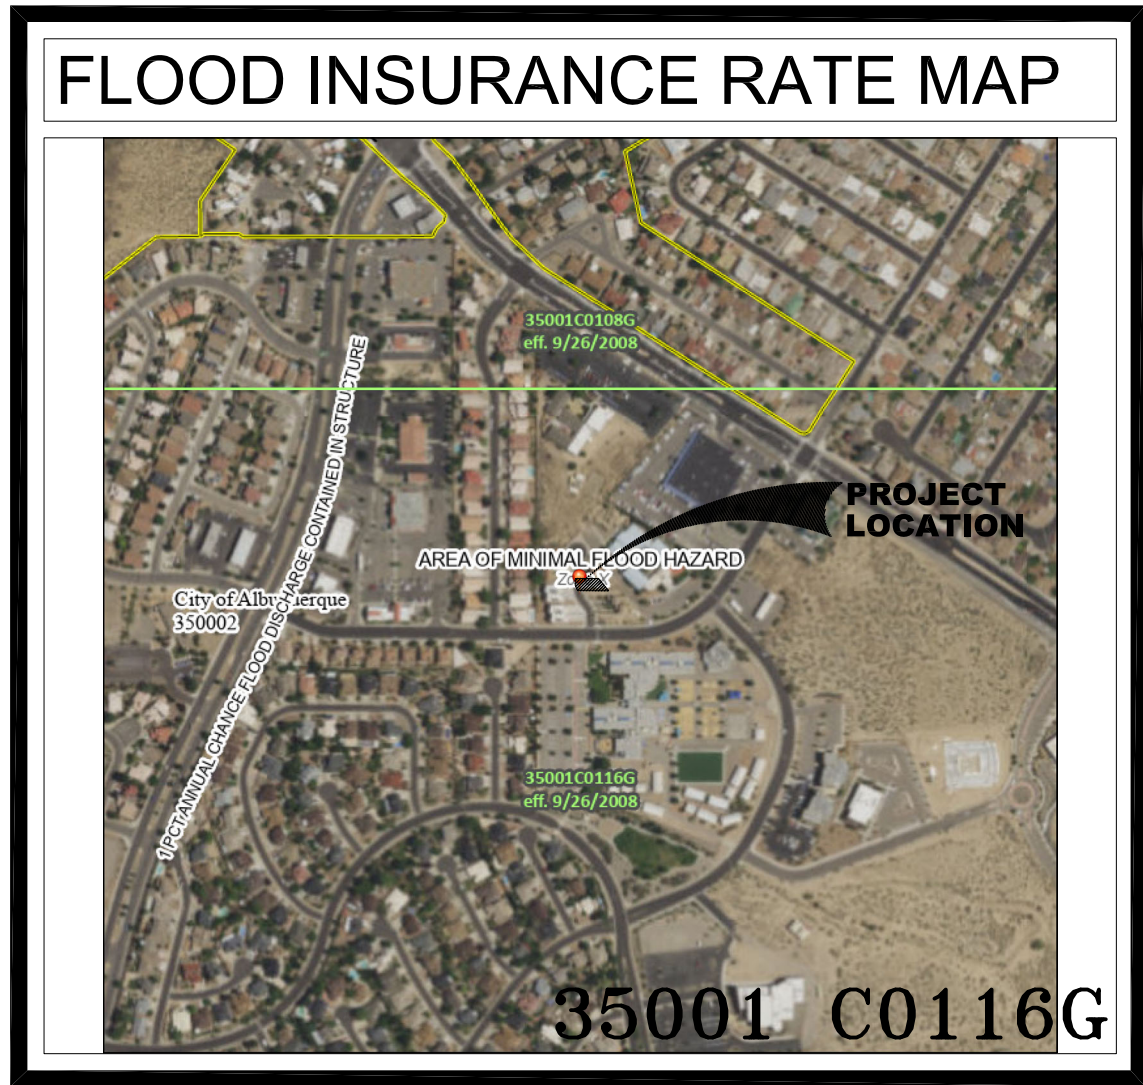 FLOOD INSURANCE RATE MAP
35001C0108G
eff. 9/26/2008
1 PCT ANNUAL CHANCE FLOOD DISCHARGE CONTAINED IN STRUCTURE
PROJECT
LOCATION
AREA OF MINIMAL FLOOD HAZARD
City of Albuquerque
350002
35001C0116G
eff. 9/26/2008
35001 C0116G